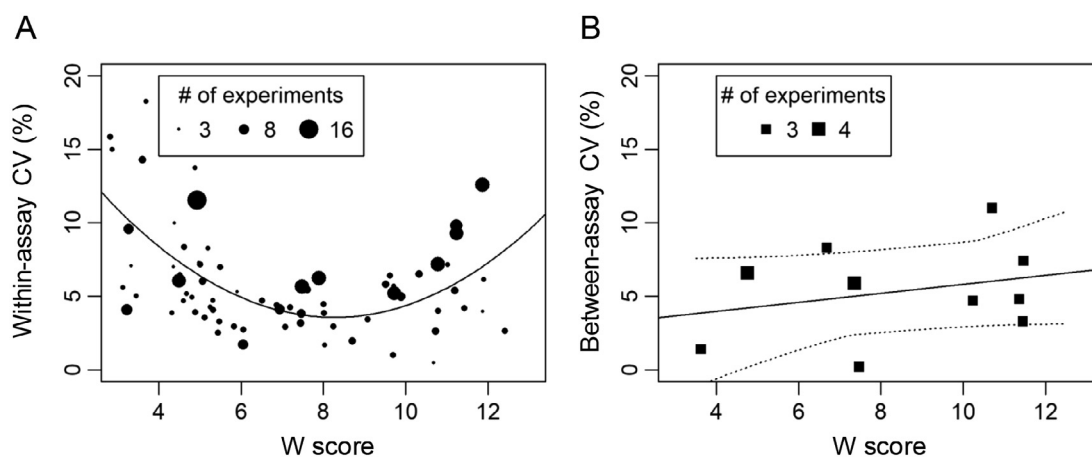 A
Within-assay CV (%)
20
15
10
5
0
# of experiments
3 8 16
4 6 8 10 12
W score
B
Between-assay CV (%)
20
15
10
5
0
# of experiments
3 4
4 6 8 10 12
W score